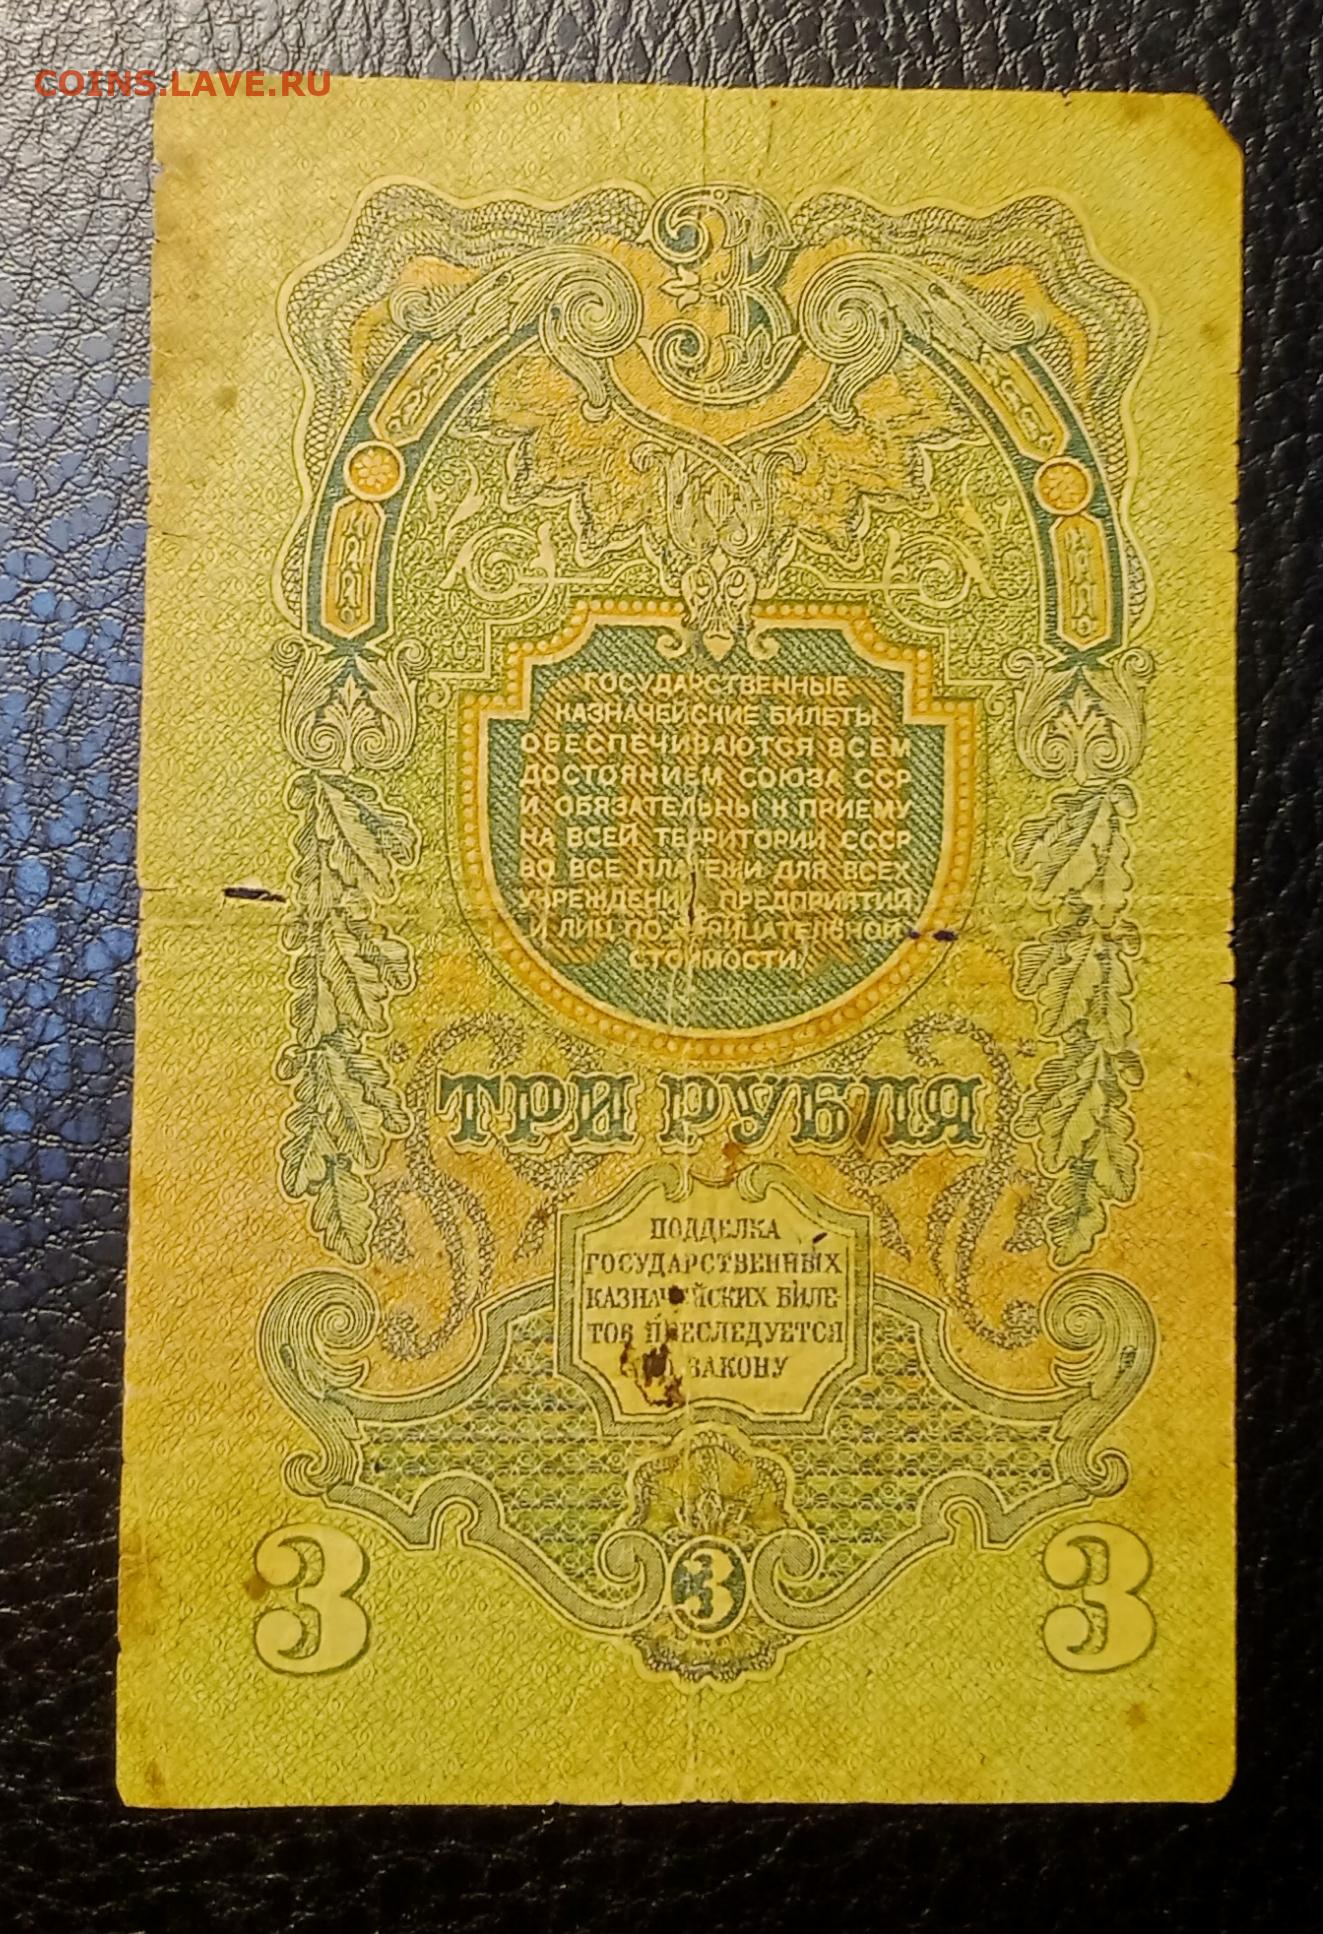 COINS.LAVE.RU
3
ГОСУДАРСТВЕННЫЕ
КАЗНАЧЕЙСКИЕ БИЛЕТЫ
ОБЕСПЕЧИВАЮТСЯ ВСЕМ
ДОСТОЯНИЕМ СОЮЗА ССР
И ОБЯЗАТЕЛЬНЫ К ПРИЕМУ
НА ВСЕЙ ТЕРРИТОРИИ СССР
ВО ВСЕ ПЛАТЕЖИ ДЛЯ ВСЕХ
УЧРЕЖДЕНИЙ, ПРЕДПРИЯТИЙ
И ЛИЦ ПО НАРИЦАТЕЛЬНОЙ
СТОИМОСТИ
ТРИ РУБЛЯ
ПОДДЕЛКА
ГОСУДАРСТВЕННЫХ
КАЗНАЧЕЙСКИХ БИЛЕ-
ТОВ ПРЕСЛЕДУЕТСЯ
ПО ЗАКОНУ
3 3 3